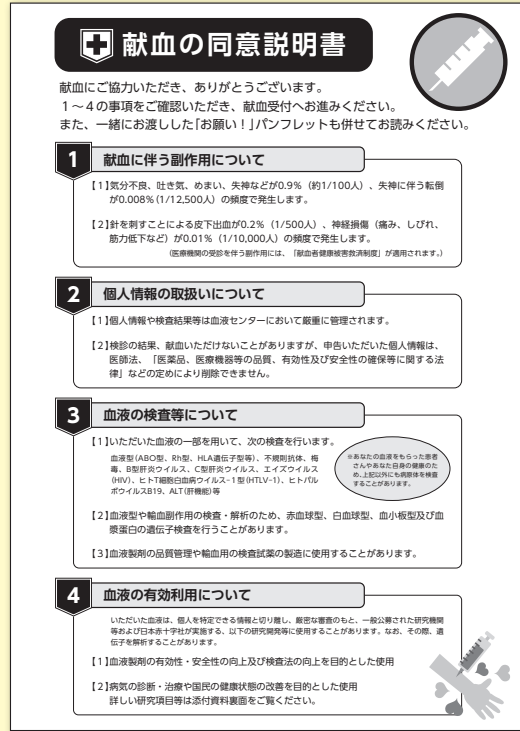 献血の同意説明書
献血にご協力いただき、ありがとうございます。
１～４の事項をご確認いただき、献血受付へお進みください。
また、一緒にお渡しした「お願い！」パンフレットも併せてお読みください。
1 献血に伴う副作用について
【1】気分不良、吐き気、めまい、失神などが0.9%（約1/100人）、失神に伴う転倒
が0.008%（1/12,500人）の頻度で発生します。
【2】針を刺すことによる皮下出血が0.2%（1/500人）、神経損傷（痛み、しびれ、
筋力低下など）が0.01%（1/10,000人）の頻度で発生します。
（医療機関の受診を伴う副作用には、「献血者健康被害救済制度」が適用されます。）
2 個人情報の取扱いについて
【1】個人情報や検査結果等は血液センターにおいて厳重に管理されます。
【2】検診の結果、献血いただけないことがありますが、申告いただいた個人情報は、
医師法、「医薬品、医療機器等の品質、有効性及び安全性の確保等に関する法
律」などの定めにより削除できません。
3 血液の検査等について
【1】いただいた血液の一部を用いて、次の検査を行います。
血液型（ABO型、Rh型、HLA遺伝子型等）、不規則抗体、梅
毒、B型肝炎ウイルス、C型肝炎ウイルス、エイズウイルス
（HIV）、ヒトT細胞白血病ウイルス-１型（HTLV-1）、ヒトパル
ボウイルスB19、ALT（肝機能）等
※あなたの血液をもらった患者
さんやあなた自身の健康のた
め、上記以外にも病原体を検査
することがあります。
【2】血液型や輸血副作用の検査・解析のため、赤血球型、白血球型、血小板型及び血
漿蛋白の遺伝子検査を行うことがあります。
【3】血液製剤の品質管理や輸血用の検査試薬の製造に使用することがあります。
4 血液の有効利用について
いただいた血液は、個人を特定できる情報と切り離し、厳密な審査のもと、一般公募された研究機関
等および日本赤十字社が実施する、以下の研究開発等に使用することがあります。なお、その際、遺
伝子を解析することがあります。
【1】血液製剤の有効性・安全性の向上及び検査法の向上を目的とした使用
【2】病気の診断・治療や国民の健康状態の改善を目的とした使用
詳しい研究項目等は添付資料裏面をご覧ください。